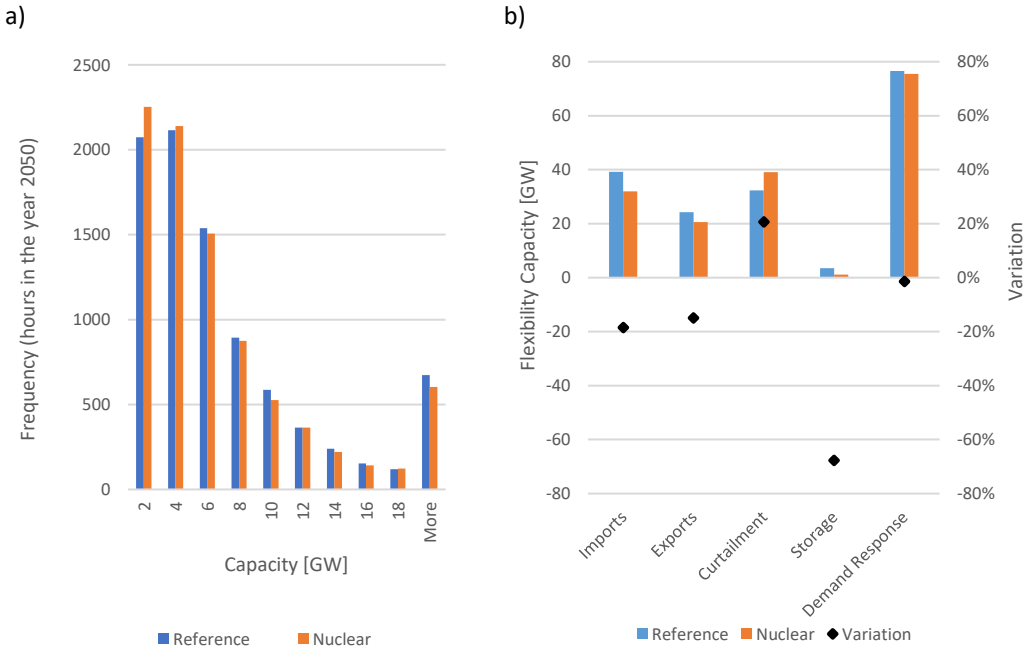 a)
Frequency (hours in the year 2050)
2500
2000
1500
1000
500
0
2
4
6
8
10
12
14
16
18
More
Capacity [GW]
Reference
Nuclear
b)
Flexibility Capacity [GW]
80
60
40
20
0
-20
-40
-60
-80
80%
60%
40%
20%
0%
-20%
-40%
-60%
-80%
Variation
Imports
Exports
Curtailment
Storage
Demand Response
Reference
Nuclear
Variation